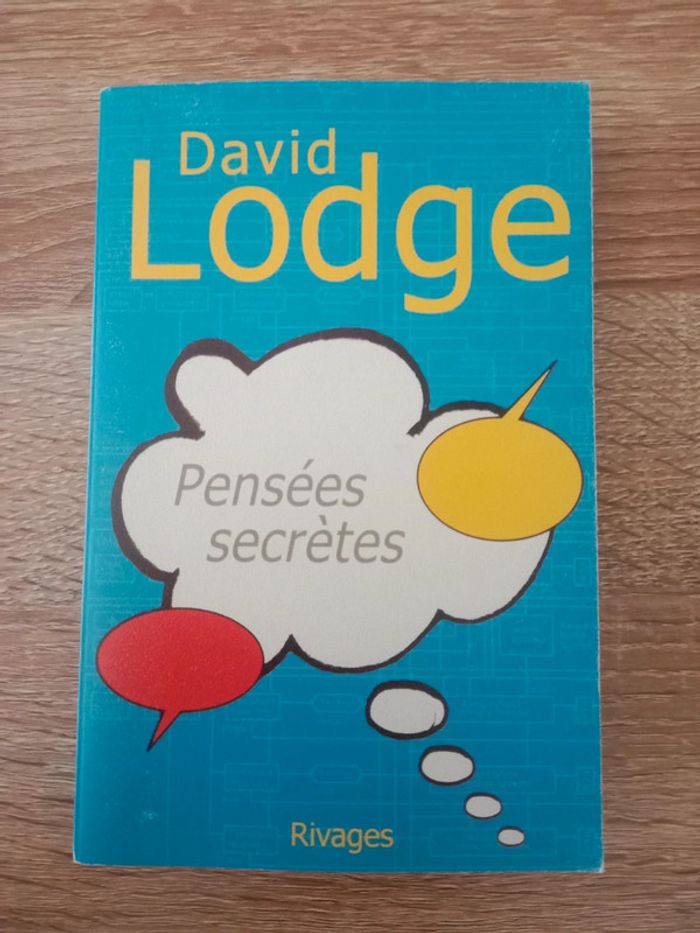 David
Lodge
Pensées
secrètes
Rivages